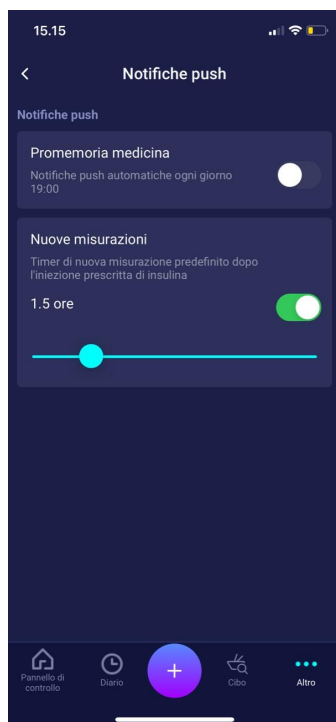 15.15
Notifiche push
Notifiche push
Promemoria medicina
Notifiche push automatiche ogni giorno
19:00
Nuove misurazioni
Timer di nuova misurazione predefinito dopo
l'iniezione prescritta di insulina
1.5 ore
Pannello di
controllo
Diario
Cibo
Altro